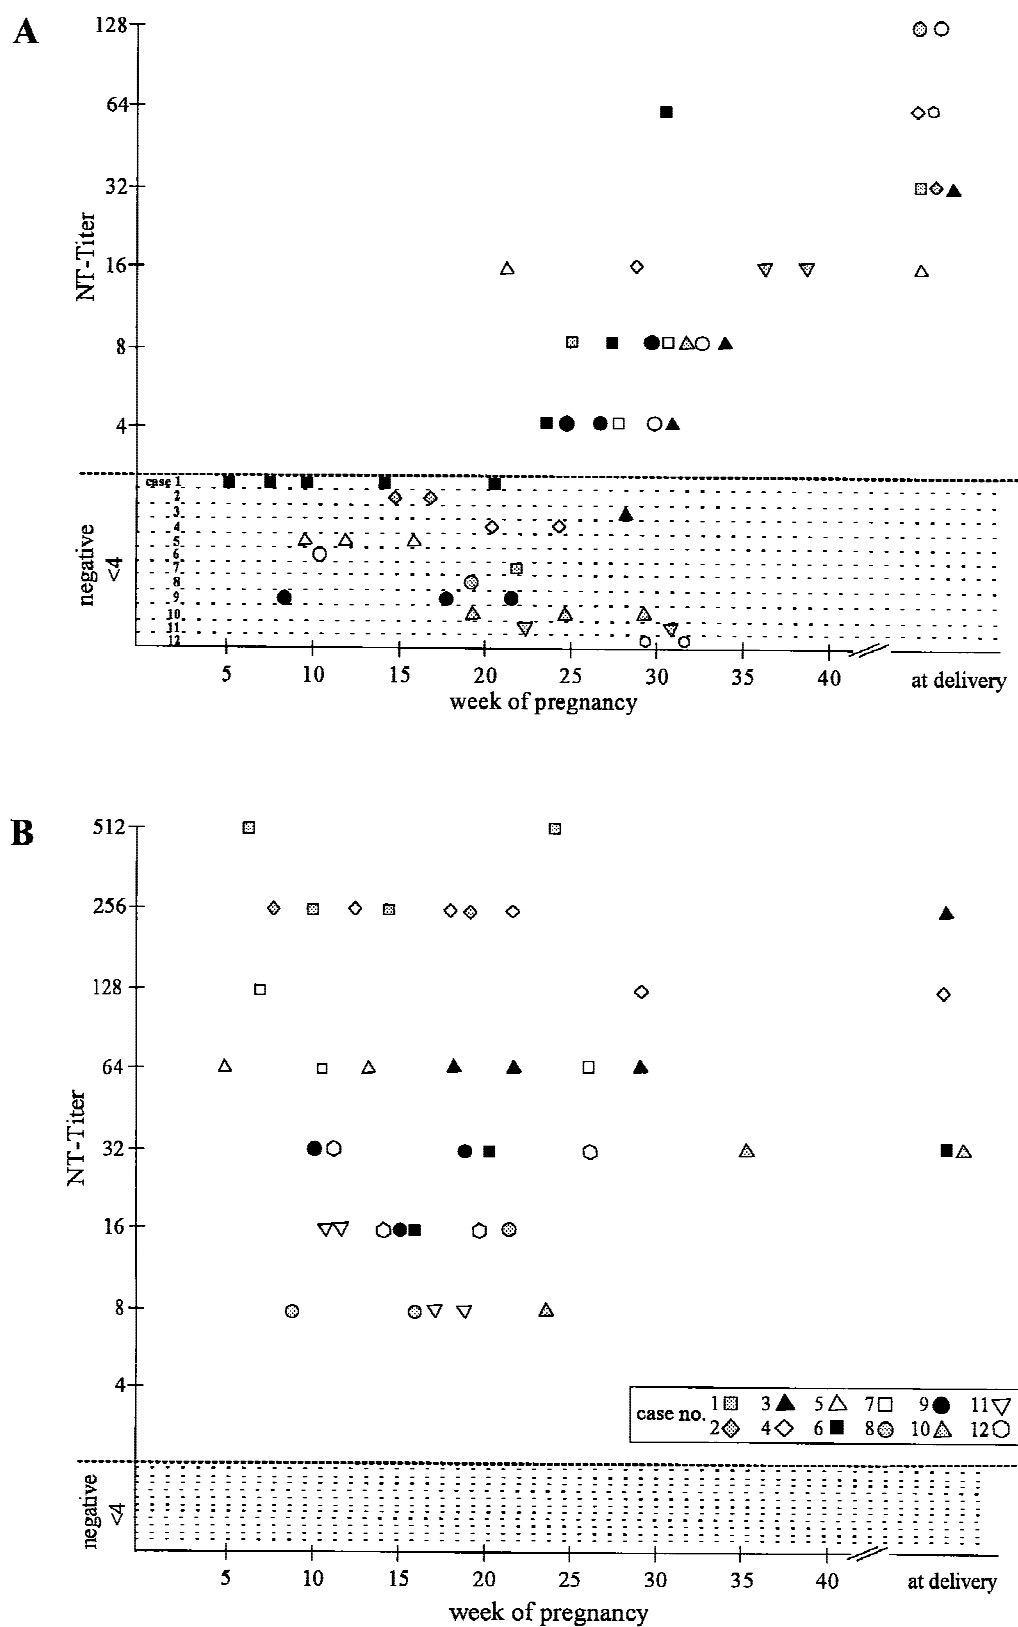 A
128
64
32
16
8
4
NT-Titer
case 1
2
3
4
5
6
7
8
9
10
11
12
negative
<4
5 10 15 20 25 30 35 40 at delivery
week of pregnancy
B
512
256
128
64
32
16
8
4
NT-Titer
case no. 1 3 5 7 9 11
2 4 6 8 10 12
negative
<4
5 10 15 20 25 30 35 40 at delivery
week of pregnancy